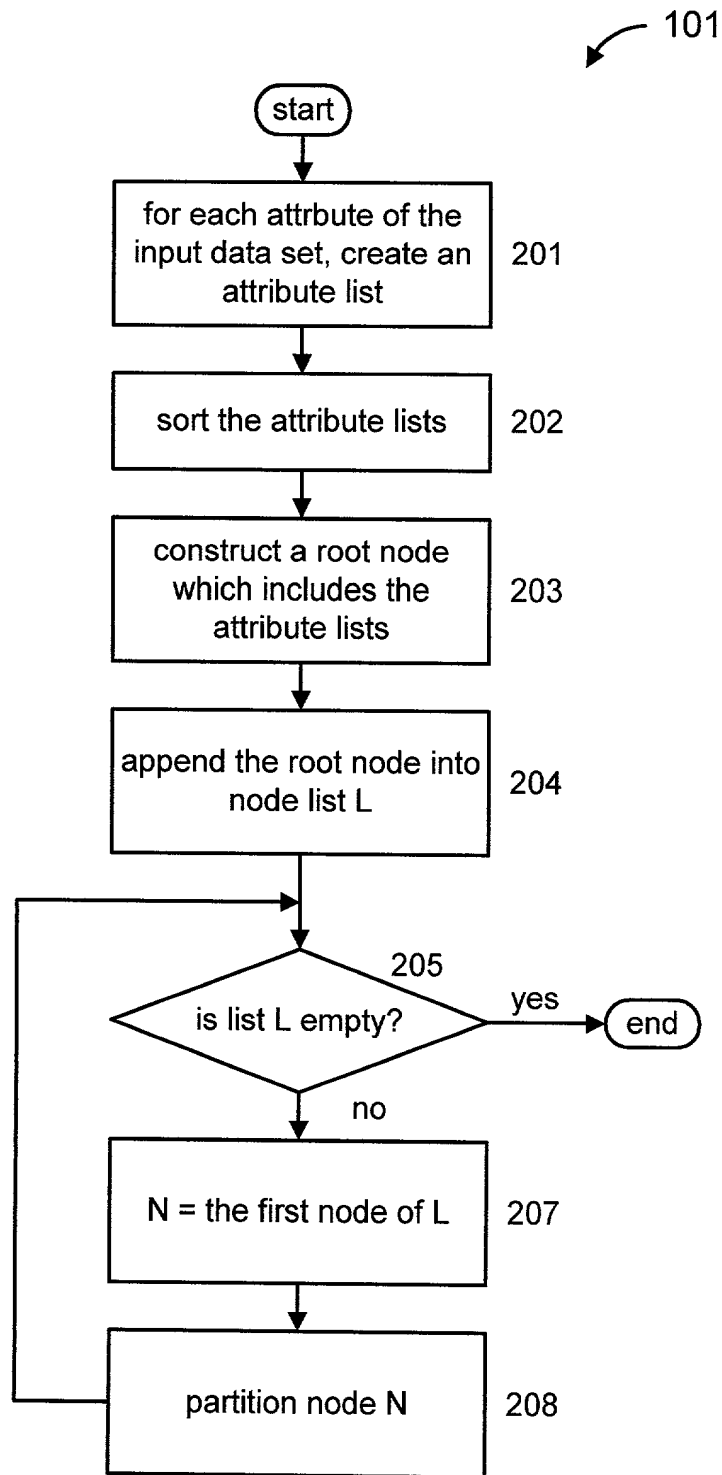 101
start
for each attrbute of the
input data set, create an
attribute list
201
sort the attribute lists
202
construct a root node
which includes the
attribute lists
203
append the root node into
node list L
204
205
is list L empty?
yes
end
no
N = the first node of L
207
partition node N
208